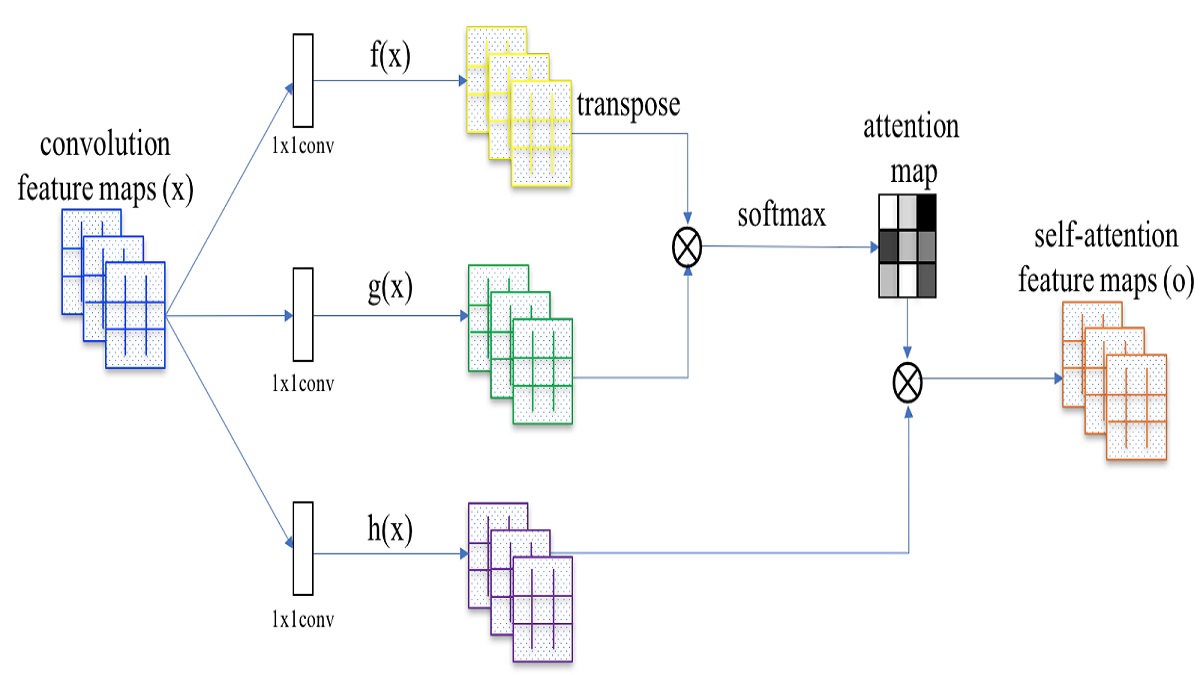 convolution
feature maps (x)
f(x)
1x1conv
transpose
g(x)
1x1conv
h(x)
1x1conv
softmax
attention
map
self-attention
feature maps (o)